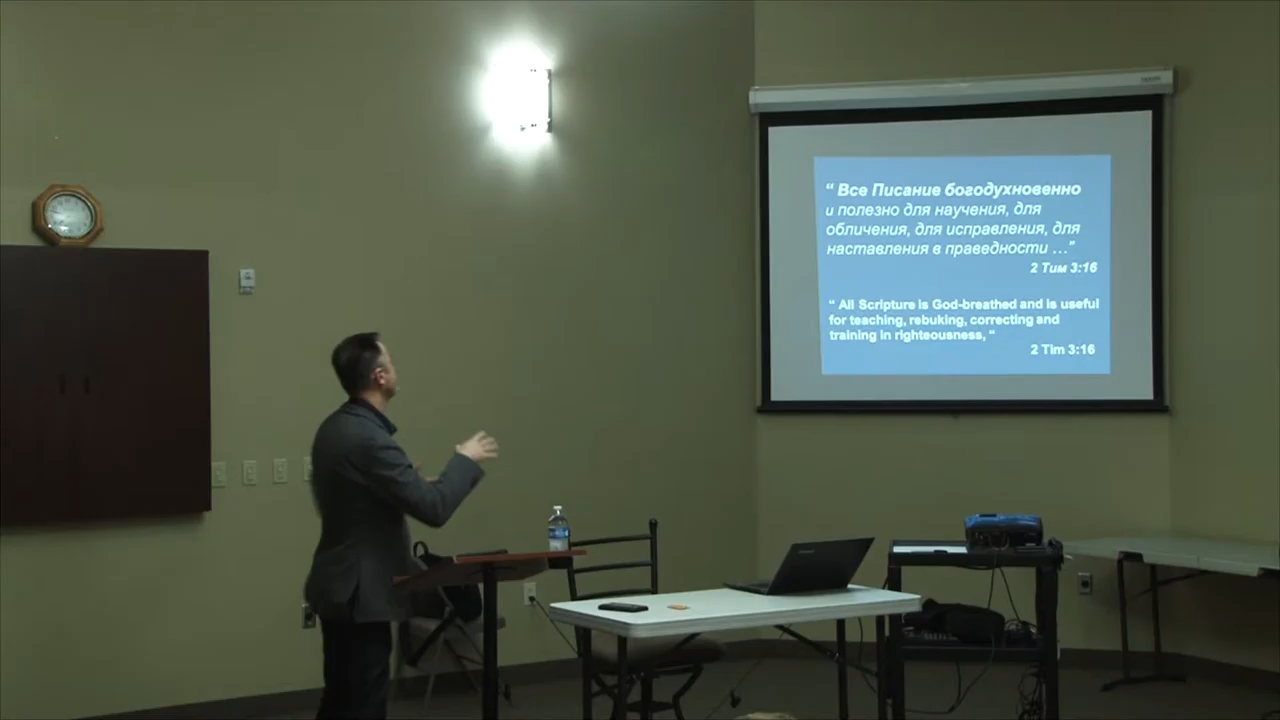 “ Все Писание богодухновенно
и полезно для научения, для
обличения, для исправления, для
наставления в праведности …”
2 Тим 3:16
“ All Scripture is God-breathed and is useful
for teaching, rebuking, correcting and
training in righteousness, “
2 Tim 3:16